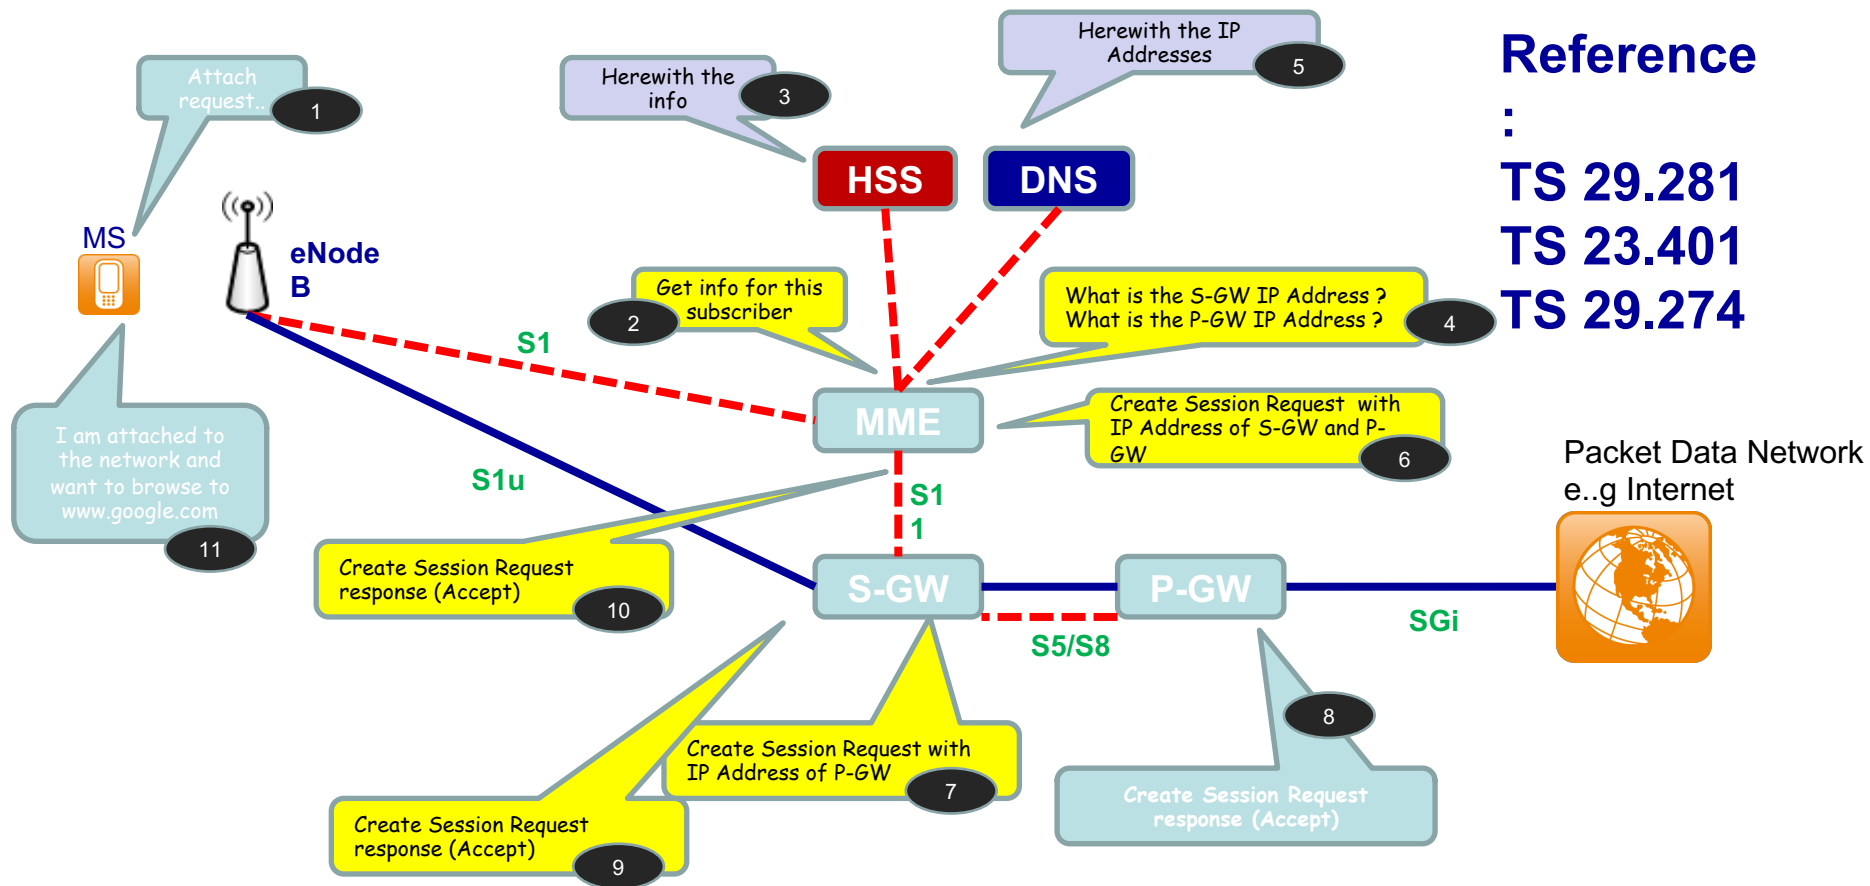 Attach
request..
1
Herewith the
info
3
Herewith the IP
Addresses
5
Reference
:
TS 29.281
TS 23.401
TS 29.274
HSS
DNS
MS
eNode
B
Get info for this
subscriber
2
What is the S-GW IP Address ?
What is the P-GW IP Address ?
4
S1
MME
Create Session Request with
IP Address of S-GW and P-
GW
6
I am attached to
the network and
want to browse to
www.google.com
11
S1u
S1
1
Packet Data Network
e..g Internet
Create Session Request
response (Accept)
10
S-GW
P-GW
S5/S8
SGi
8
Create Session Request with
IP Address of P-GW
7
Create Session Request
response (Accept)
Create Session Request
response (Accept)
9